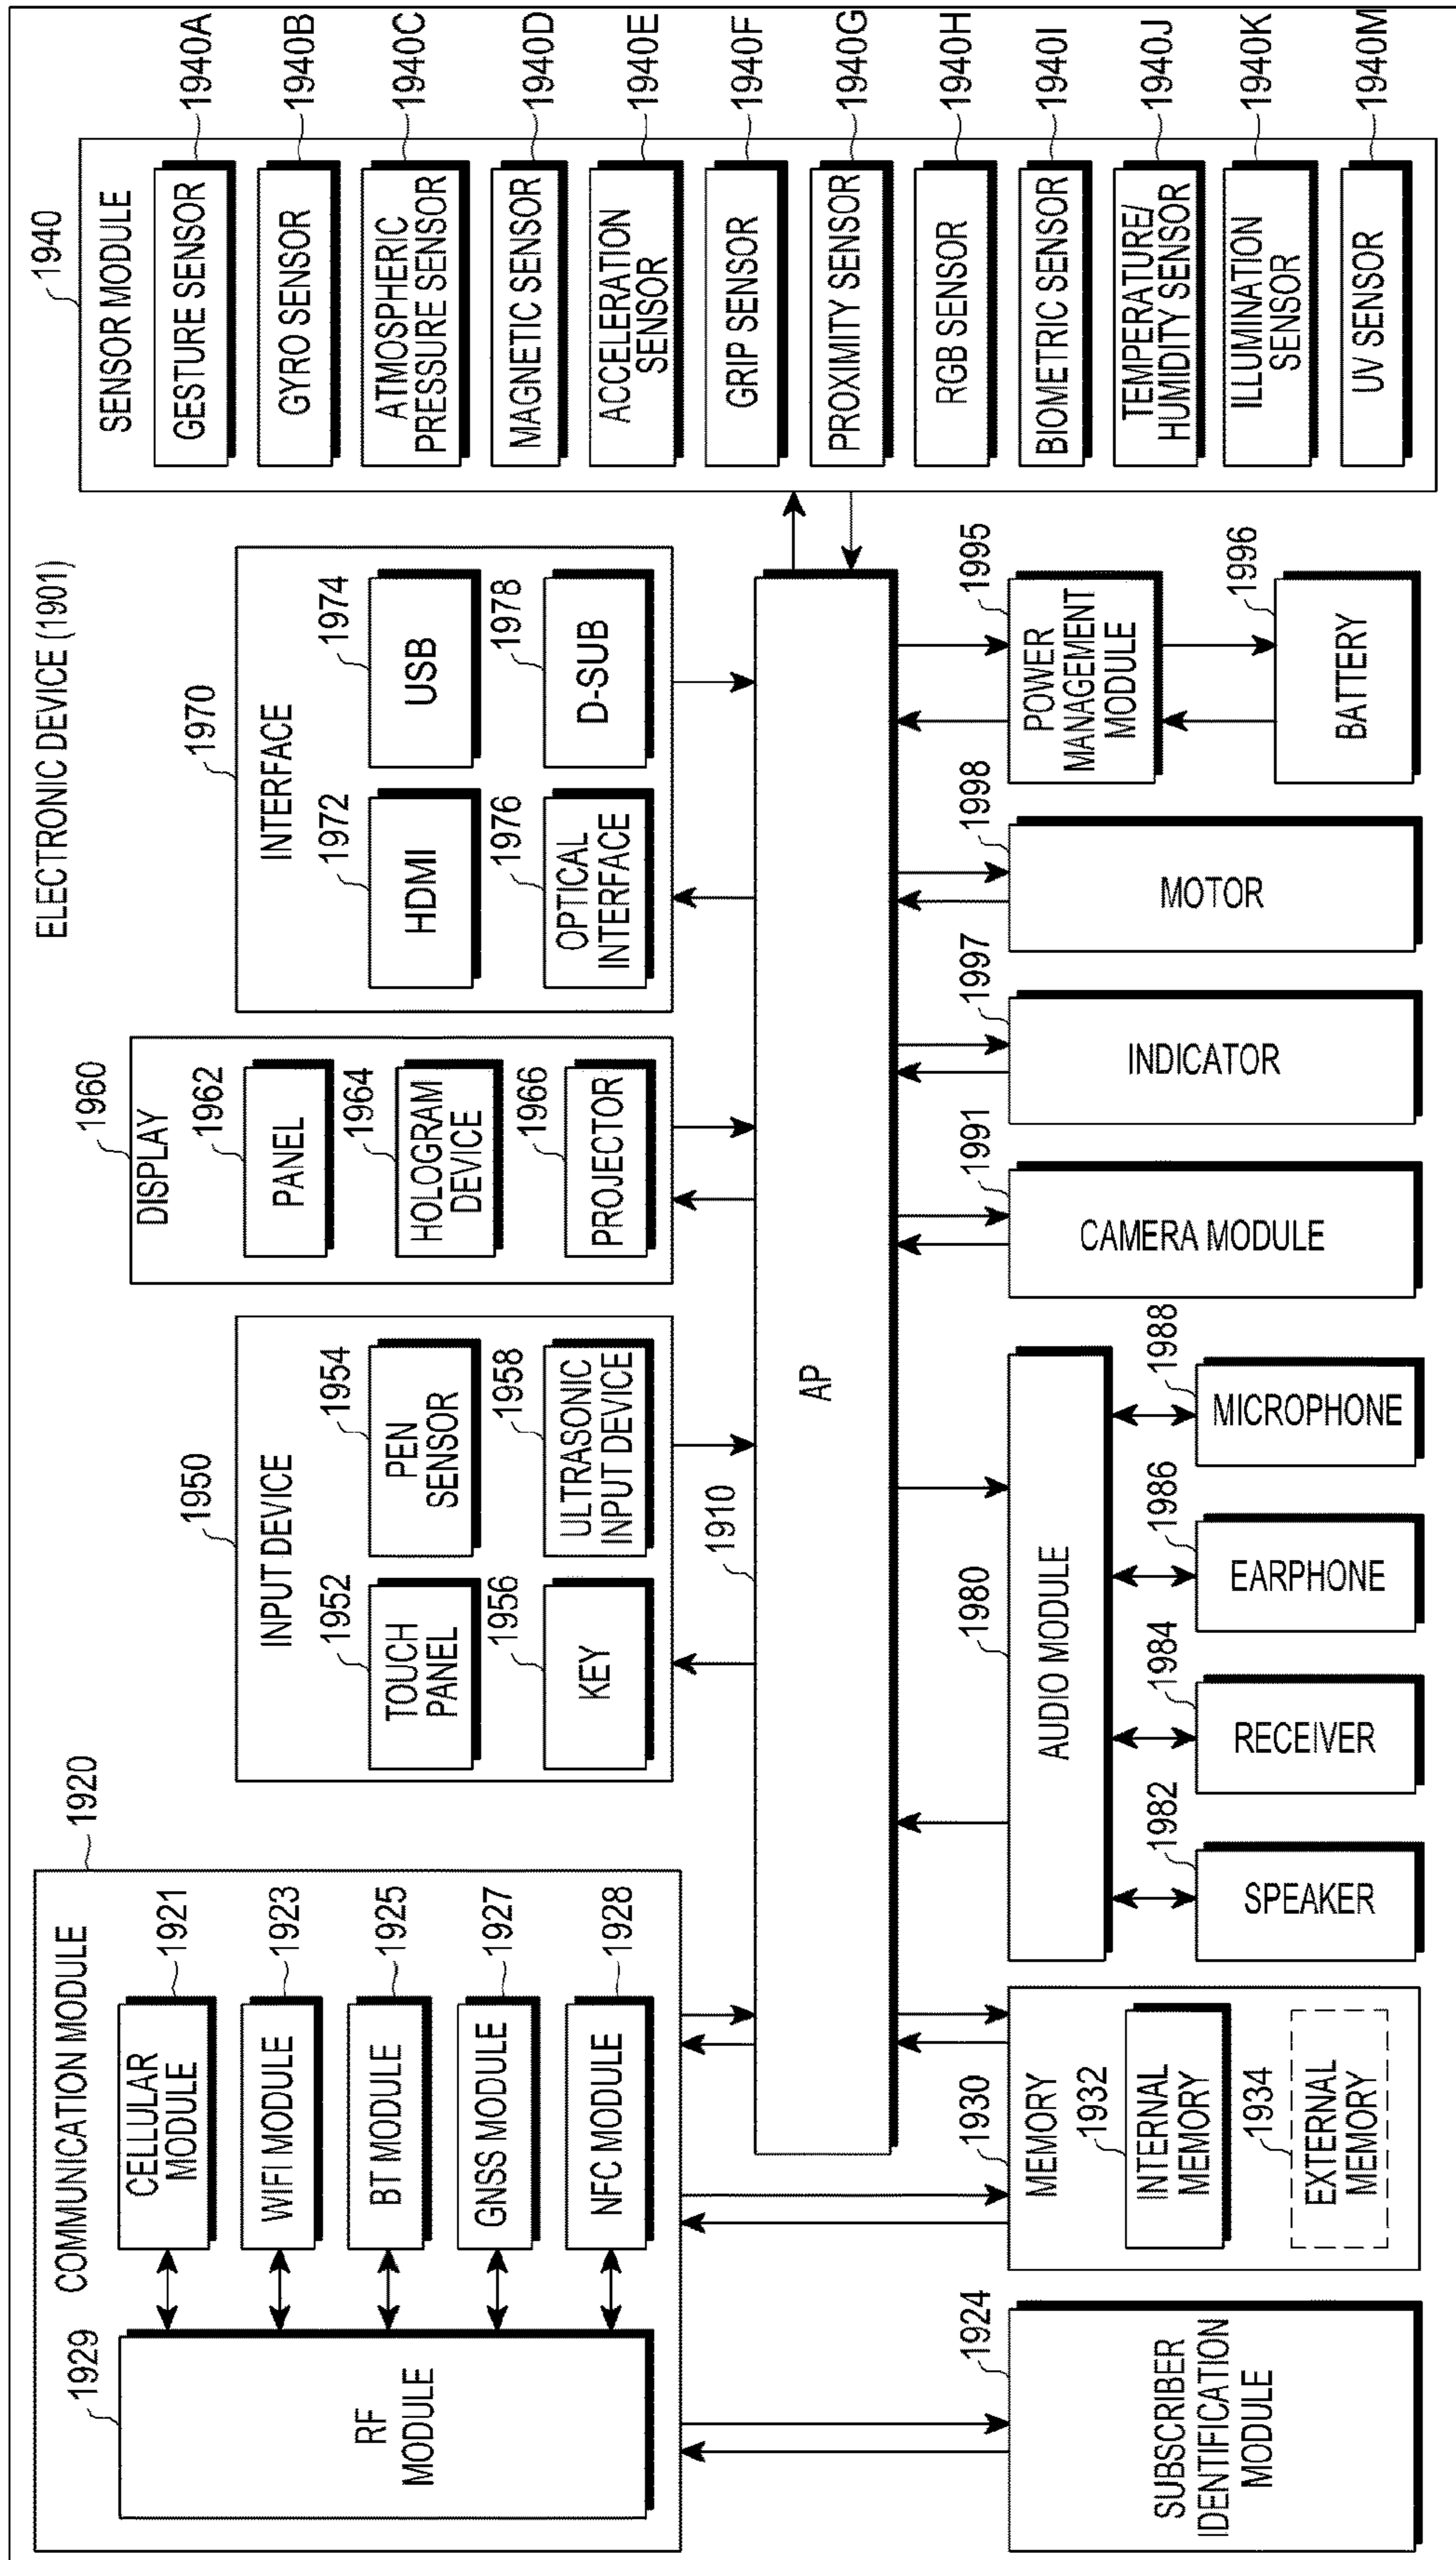 ELECTRONIC DEVICE (1901)
1920
COMMUNICATION MODULE
1929
RF
MODULE
CELLULAR
MODULE
1921
WIFI MODULE
1923
BT MODULE
1925
GNSS MODULE
1927
NFC MODULE
1928
1950
INPUT DEVICE
1952
TOUCH
PANEL
1954
PEN
SENSOR
1956
KEY
1958
ULTRASONIC
INPUT DEVICE
1960
DISPLAY
1962
PANEL
1964
HOLOGRAM
DEVICE
1966
PROJECTOR
1970
INTERFACE
1972
HDMI
1974
USB
1976
OPTICAL
INTERFACE
1978
D-SUB
1940
SENSOR MODULE
GESTURE SENSOR
1940A
GYRO SENSOR
1940B
ATMOSPHERIC
PRESSURE SENSOR
1940C
MAGNETIC SENSOR
1940D
ACCELERATION
SENSOR
1940E
GRIP SENSOR
1940F
PROXIMITY SENSOR
1940G
RGB SENSOR
1940H
BIOMETRIC SENSOR
1940I
TEMPERATURE/
HUMIDITY SENSOR
1940J
ILLUMINATION
SENSOR
1940K
UV SENSOR
1940M
1910
AP
1924
SUBSCRIBER
IDENTIFICATION
MODULE
1930
MEMORY
1932
INTERNAL
MEMORY
1934
EXTERNAL
MEMORY
1980
AUDIO MODULE
1982
SPEAKER
1984
RECEIVER
1986
EARPHONE
1988
MICROPHONE
1991
CAMERA MODULE
1997
INDICATOR
1998
MOTOR
1995
POWER
MANAGEMENT
MODULE
1996
BATTERY